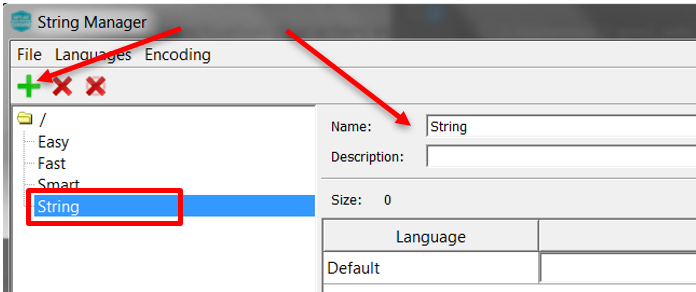 String Manager
File Languages Encoding
/
Easy
Fast
Smart
String
Name: String
Description:
Size: 0
Language
Default